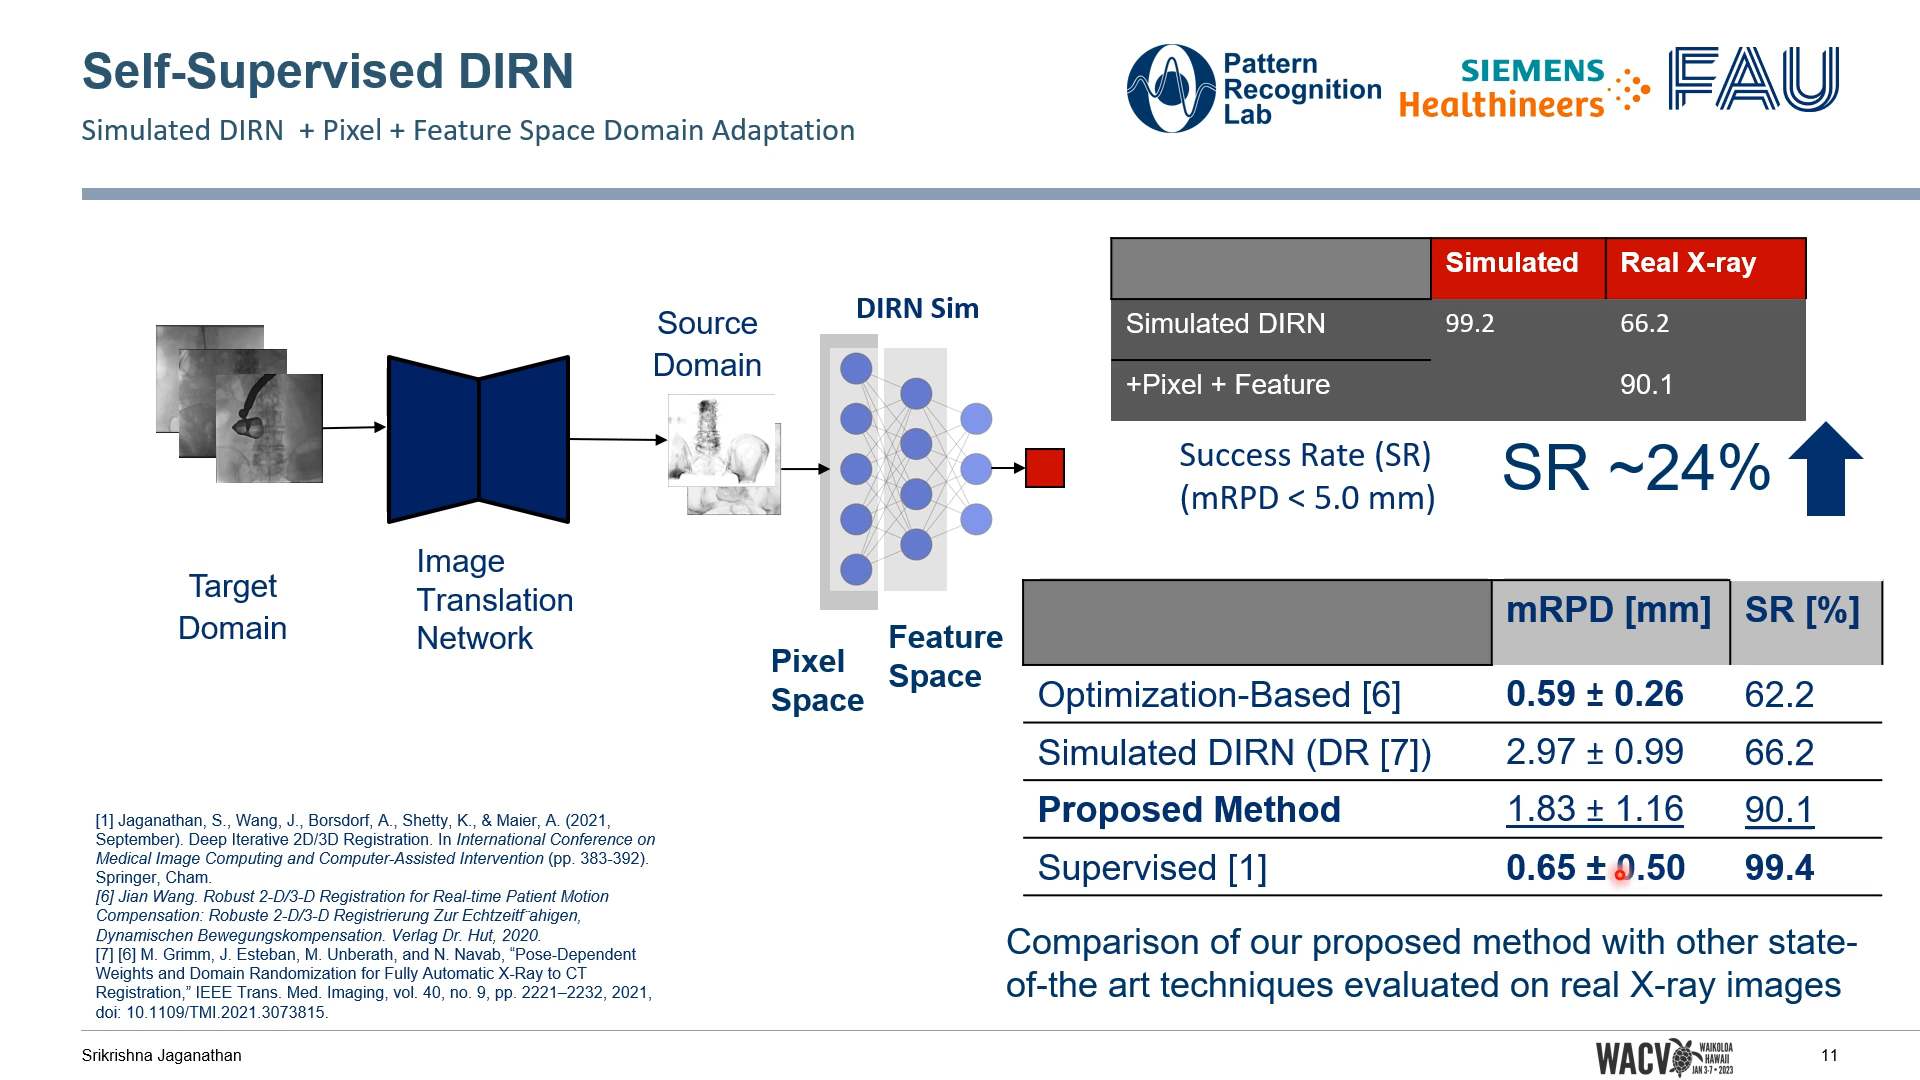 Self-Supervised DIRN
Simulated DIRN + Pixel + Feature Space Domain Adaptation
Pattern
Recognition
Lab
SIEMENS
Healthineers
FAU
Target
Domain
Image
Translation
Network
Source
Domain
DIRN Sim
Pixel
Space
Feature
Space
Simulated Real X-ray
Simulated DIRN 99.2 66.2
+Pixel + Feature 90.1
Success Rate (SR)
(mRPD < 5.0 mm)
SR ~24%
mRPD [mm] SR [%]
Optimization-Based [6] 0.59 ± 0.26 62.2
Simulated DIRN (DR [7]) 2.97 ± 0.99 66.2
Proposed Method 1.83 ± 1.16 90.1
Supervised [1] 0.65 ± 0.50 99.4
Comparison of our proposed method with other state-
of-the art techniques evaluated on real X-ray images
[1] Jaganathan, S., Wang, J., Borsdorf, A., Shetty, K., & Maier, A. (2021,
September). Deep Iterative 2D/3D Registration. In International Conference on
Medical Image Computing and Computer-Assisted Intervention (pp. 383-392).
Springer, Cham.
[6] Jian Wang. Robust 2-D/3-D Registration for Real-time Patient Motion
Compensation: Robuste 2-D/3-D Registrierung Zur Echtzeitf¨ahigen,
Dynamischen Bewegungskompensation. Verlag Dr. Hut, 2020.
[7] [6] M. Grimm, J. Esteban, M. Unberath, and N. Navab, “Pose-Dependent
Weights and Domain Randomization for Fully Automatic X-Ray to CT
Registration,” IEEE Trans. Med. Imaging, vol. 40, no. 9, pp. 2221–2232, 2021,
doi: 10.1109/TMI.2021.3073815.
Srikrishna Jaganathan
WACV
WAIKOLOA
HAWAII
JAN 3-7 • 2023
11